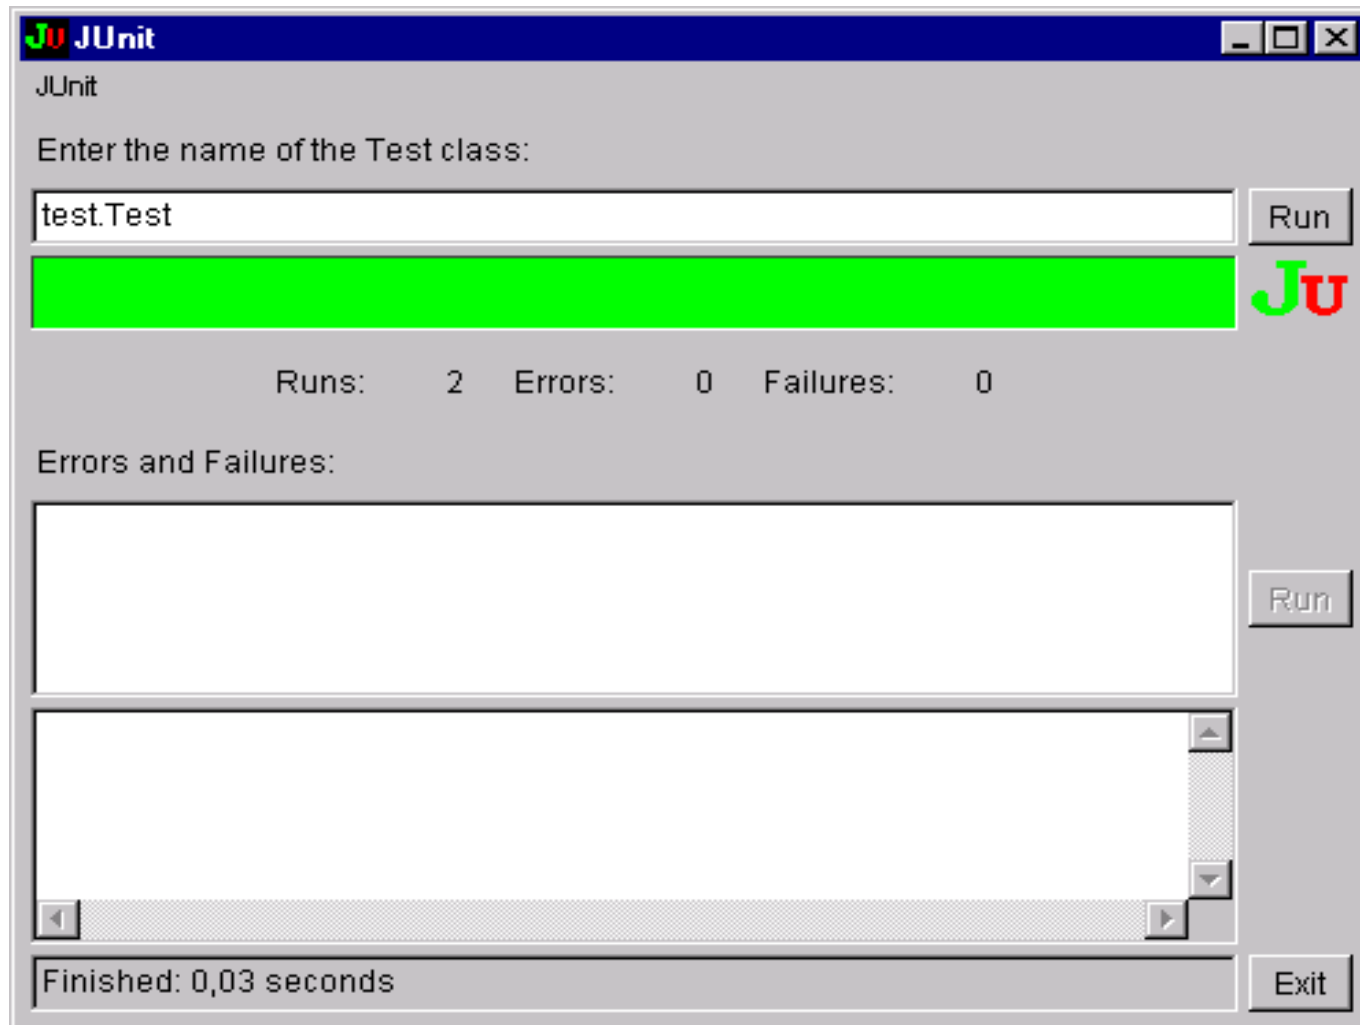 JU JUnit
JUnit
Enter the name of the Test class:
test.Test
Run
JU
Runs: 2 Errors: 0 Failures: 0
Errors and Failures:
Run
Finished: 0,03 seconds
Exit